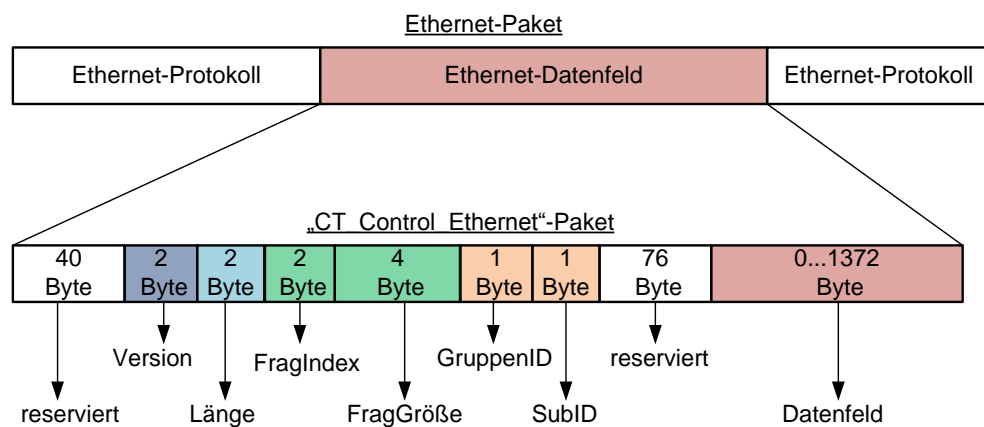 Ethernet-Paket
Ethernet-Protokoll
Ethernet-Datenfeld
Ethernet-Protokoll
„CT_Control_Ethernet“-Paket
40
Byte
2
Byte
2
Byte
2
Byte
4
Byte
1
Byte
1
Byte
76
Byte
0...1372
Byte
Version
FragIndex
GruppenID
reserviert
reserviert
Länge
FragGröße
SubID
Datenfeld